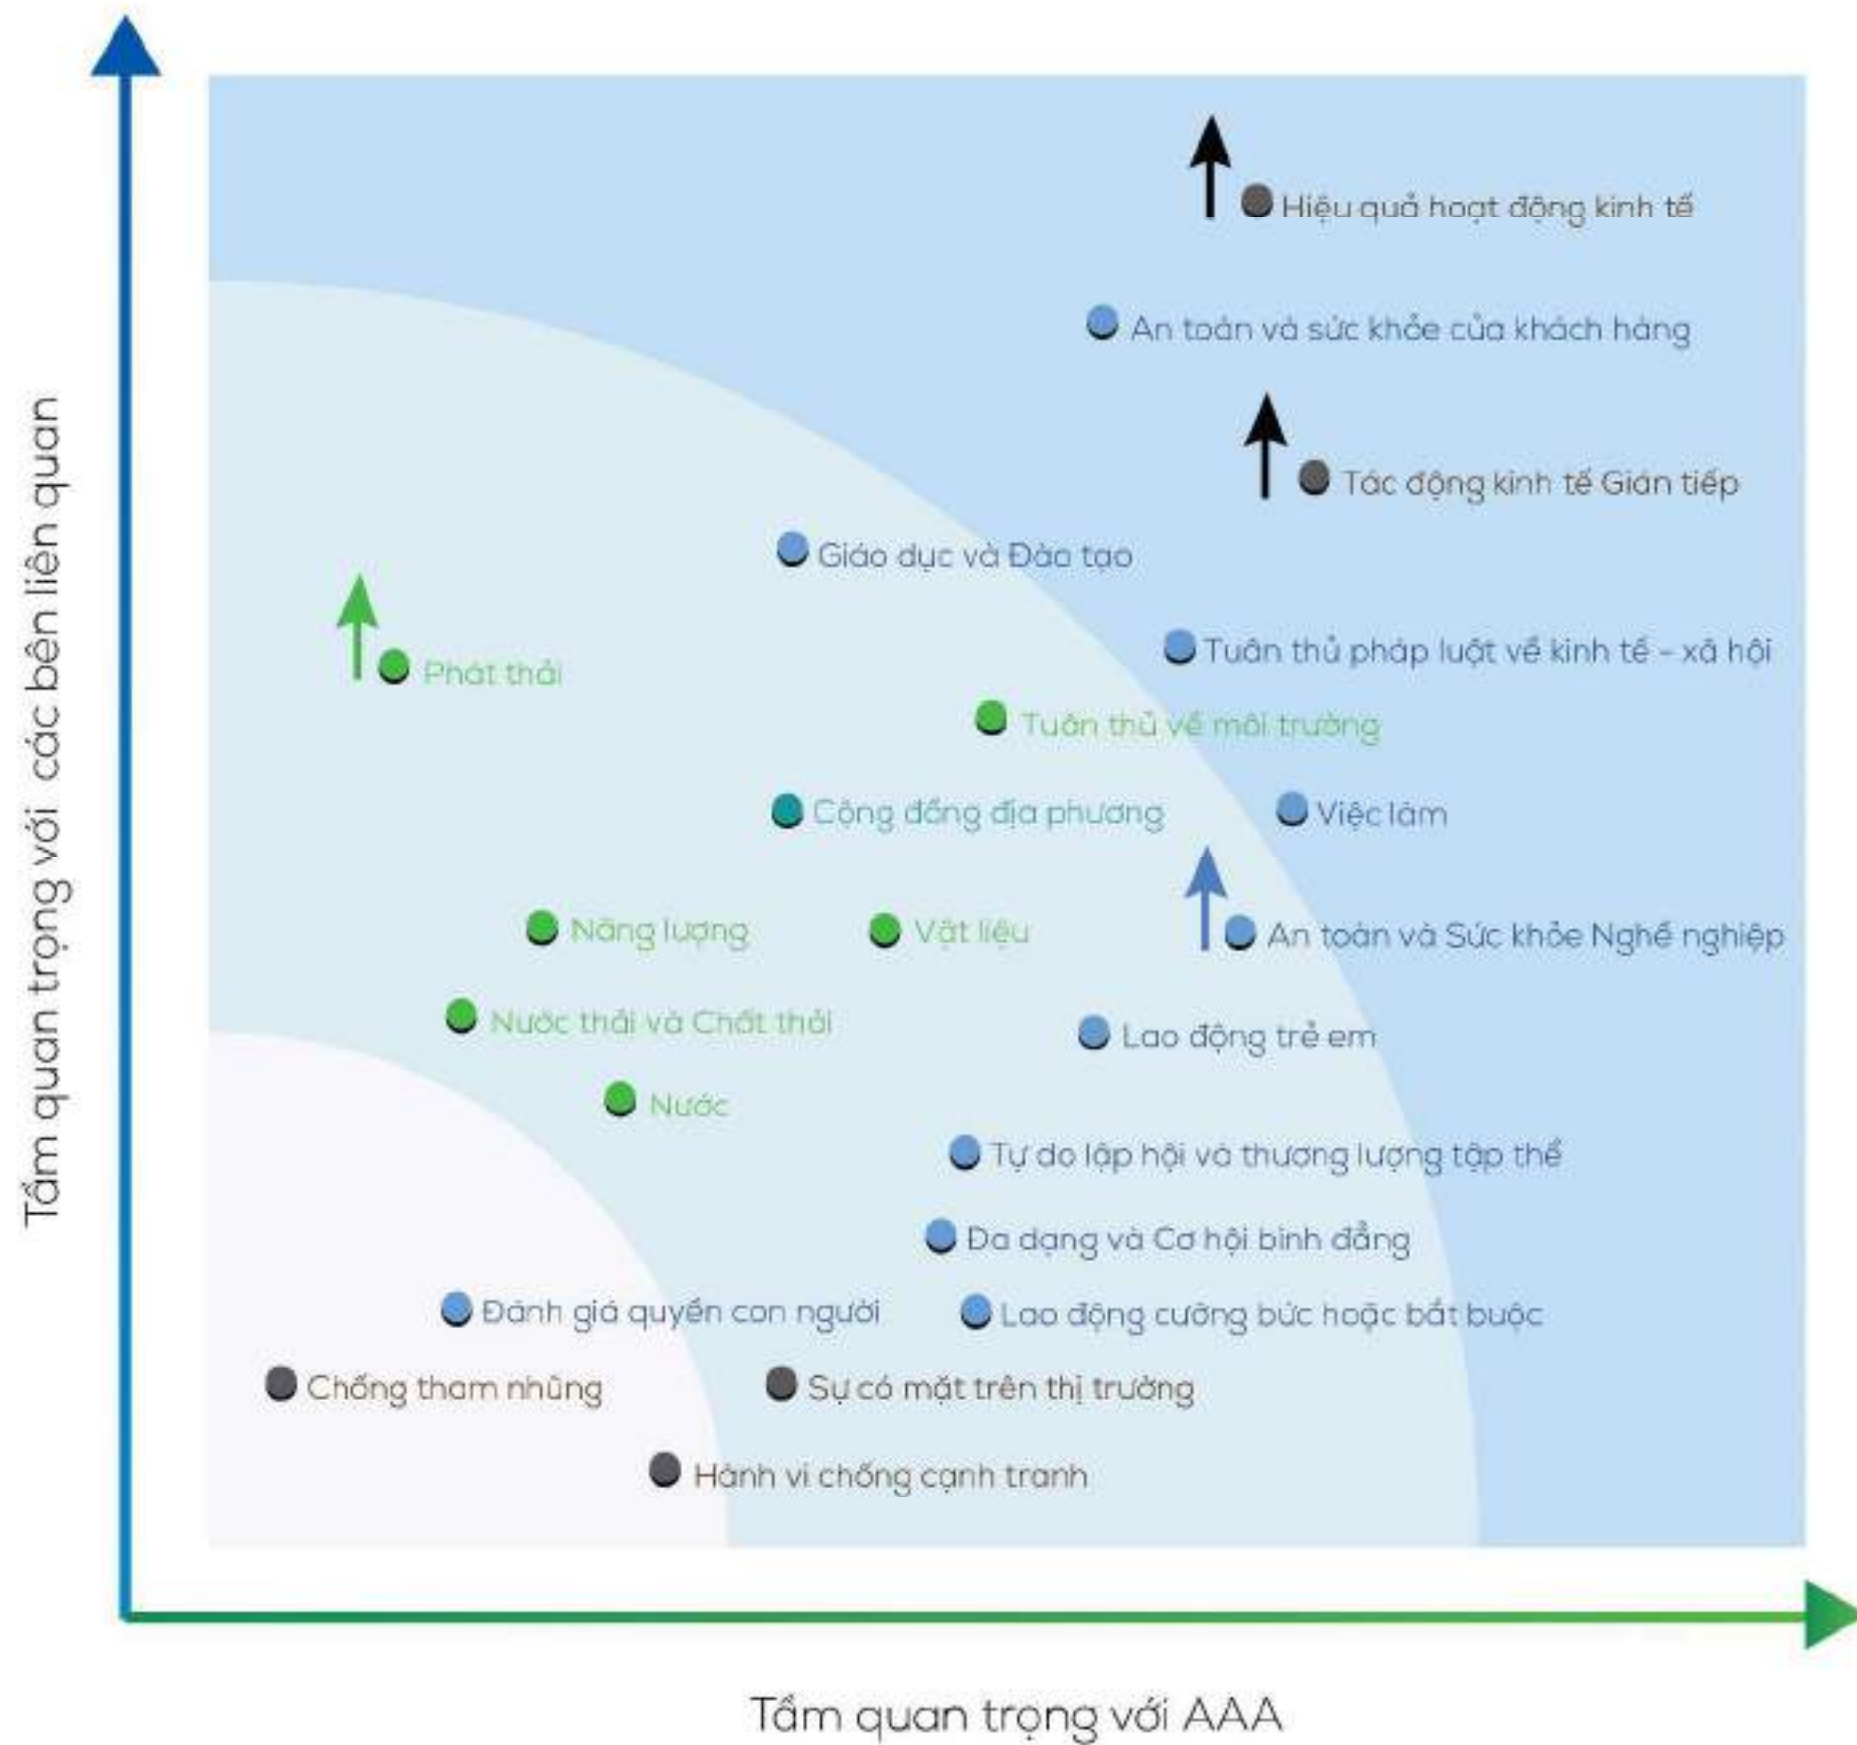 Tầm quan trọng với các bên liên quan
Hiệu quả hoạt động kinh tế
An toàn và sức khỏe của khách hàng
Tác động kinh tế Gián tiếp
Giáo dục và Đào tạo
Tuân thủ pháp luật về kinh tế - xã hội
Phát thải
Tuân thủ về môi trường
Cộng đồng địa phương
Việc làm
Năng lượng
Vật liệu
An toàn và Sức khỏe Nghề nghiệp
Nước thải và Chất thải
Lao động trẻ em
Nước
Tự do lập hội và thương lượng tập thể
Đa dạng và Cơ hội bình đẳng
Đánh giá quyền con người
Lao động cưỡng bức hoặc bắt buộc
Chống tham nhũng
Sự có mặt trên thị trường
Hành vi chống cạnh tranh
Tầm quan trọng với AAA